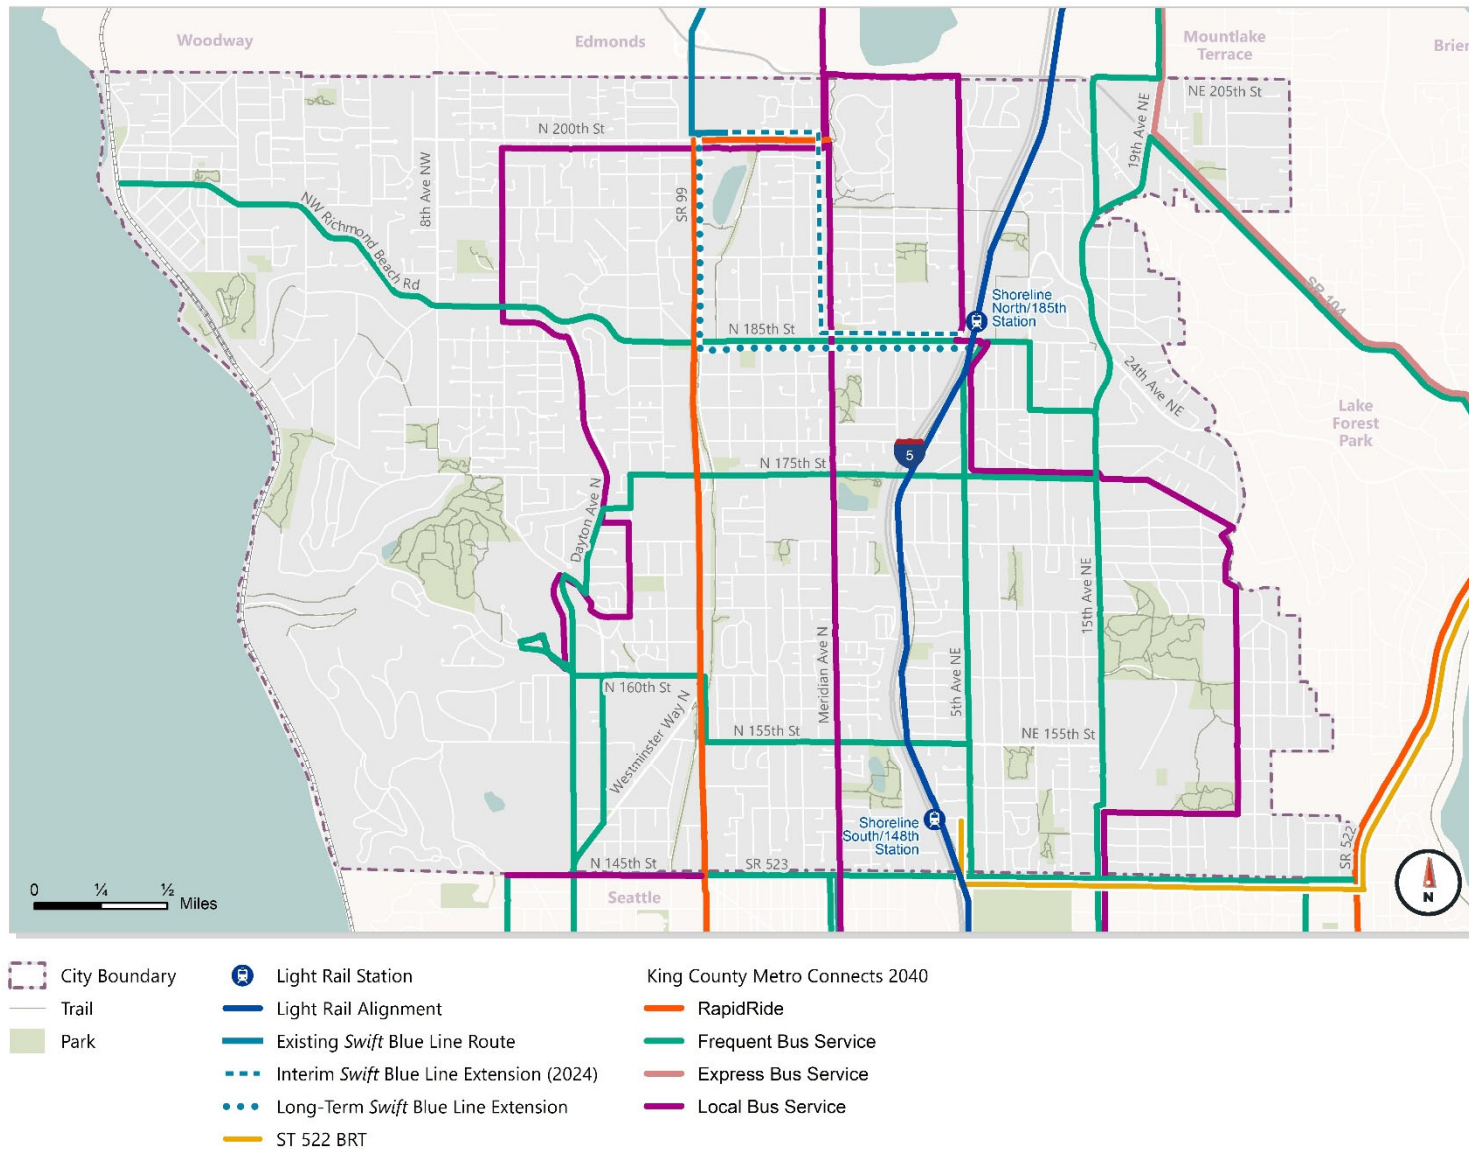 Woodway
Edmonds
Mountlake
Terrace
Brier
NE 205th St
N 200th St
19th Ave NE
8th Ave NW
SR 99
NW Richmond
Beach Rd
Shoreline
North/185th
Station
SR 104
N 185th St
24th Ave NE
Lake
Forest
Park
5
N 175th St
Dayton Ave N
15th Ave NE
Meridian Ave N
5th Ave NE
N 160th St
Westminster Way N
N 155th St
NE 155th St
Shoreline
South/148th
Station
SR 522
N 145th St
SR 523
Seattle
0 ¼ ½
Miles
N
City Boundary
Trail
Park
Light Rail Station
Light Rail Alignment
Existing Swift Blue Line Route
Interim Swift Blue Line Extension (2024)
Long-Term Swift Blue Line Extension
ST 522 BRT
King County Metro Connects 2040
RapidRide
Frequent Bus Service
Express Bus Service
Local Bus Service